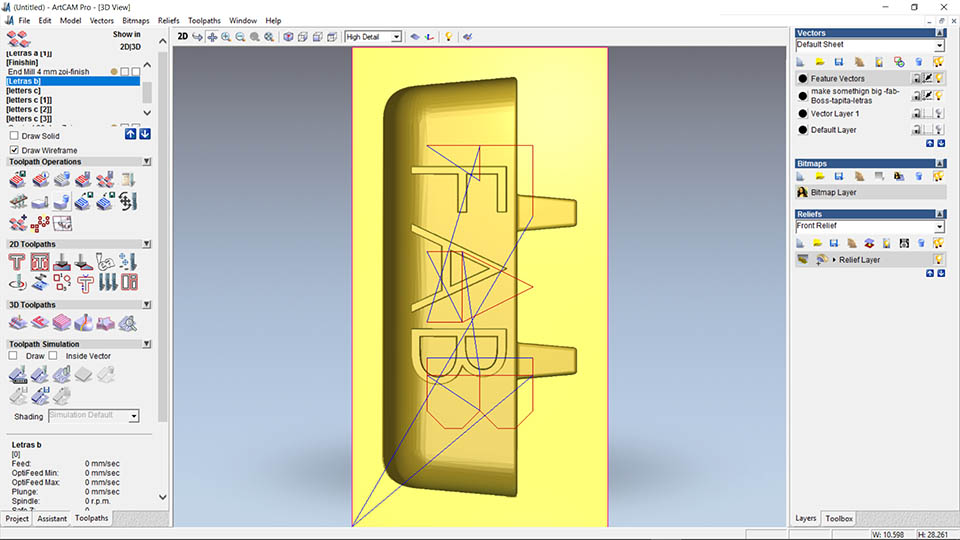 (Untitled) - ArtCAM Pro - [3D View]
File Edit Model Vectors Bitmaps Reliefs Toolpaths Window Help
Show in
2D|3D
Letras a [1]]
[Finishin]
End Mill 4 mm zoi-finish
[Letras b]
[letters c]
[letters c [1]]
[letters c [2]]
[letters c [3]]
Draw Solid
Draw Wireframe
Toolpath Operations
2D Toolpaths
3D Toolpaths
Toolpath Simulation
Draw Inside Vector
Shading Simulation Default
Letras b
[0]
Feed: 0 mm/sec
OptiFeed Min: 0 mm/sec
OptiFeed Max: 0 mm/sec
Plunge: 0 mm/sec
Spindle: 0 r.p.m.
Project Assistant Toolpaths
2D High Detail
FAB
Vectors
Default Sheet
Feature Vectors
make somethign big -fab-
Boss-tapita-letras
Vector Layer 1
Default Layer
Bitmaps
Bitmap Layer
Reliefs
Front Relief
Relief Layer
Layers Toolbox
W: 10.598 H: 28.261